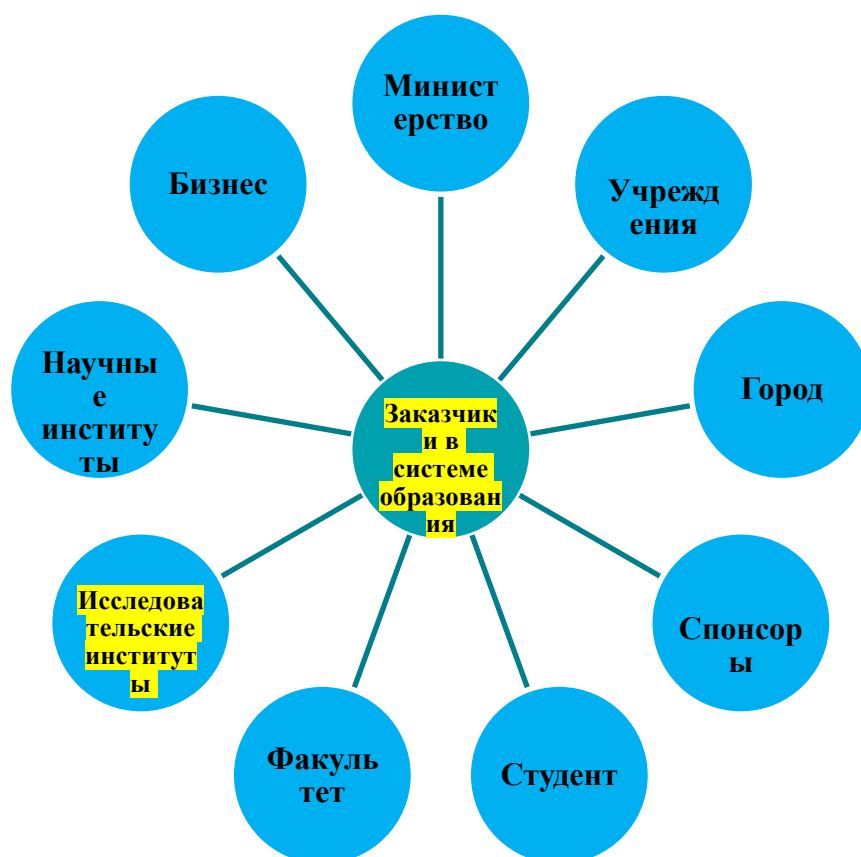 Минист
ерство
Учрежд
ения
Город
Спонсор
ы
Студент
Факуль
тет
Исследова
тельские
институт
ы
Научны
е
институ
ты
Бизнес
Заказчик
и в
системе
образован
ия